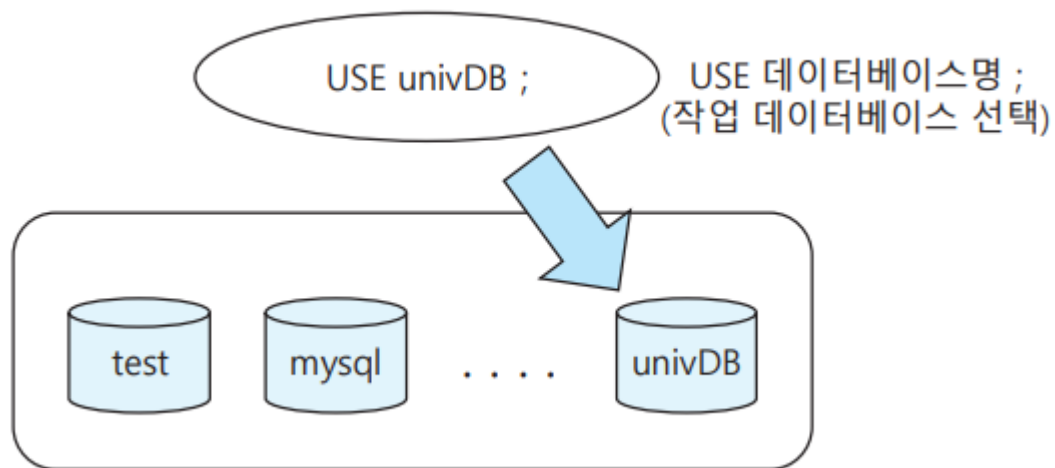 USE univDB ;
USE 데이터베이스명 ;
(작업 데이터베이스 선택)
test
mysql
. . . .
univDB